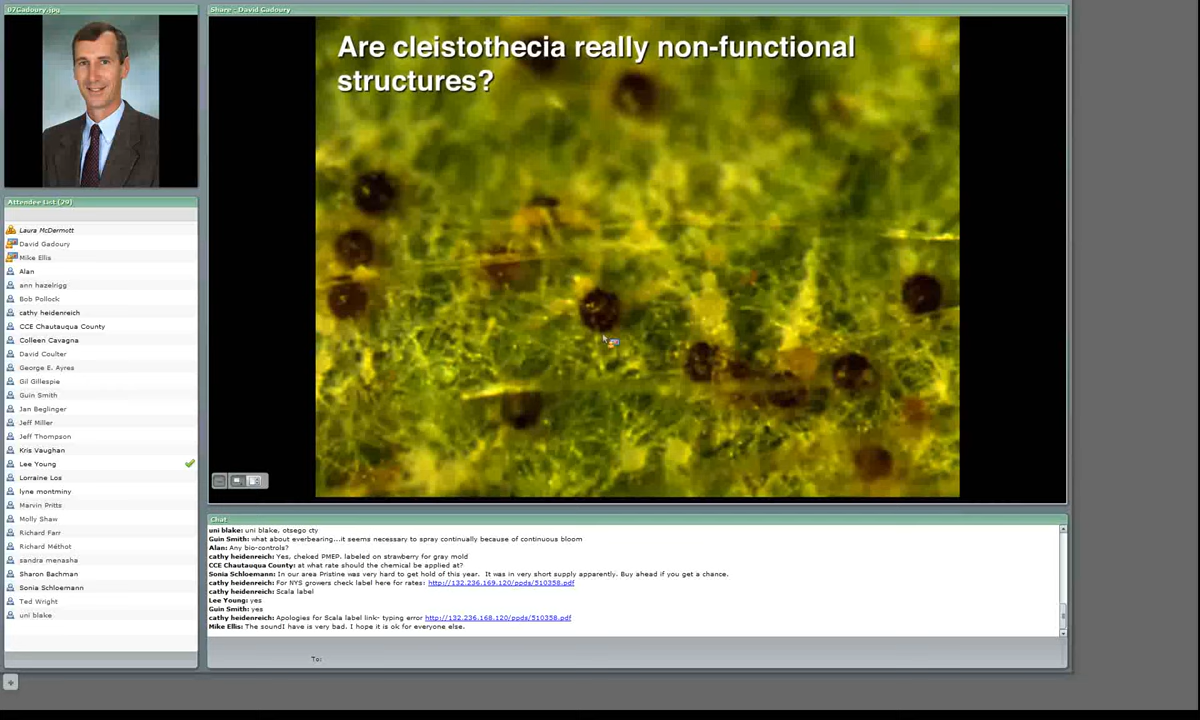 07Gadoury.jpg
Share - David Gadoury
Are cleistothecia really non-functional
structures?
Attendee List (29)
Laura McDermott
David Gadoury
Mike Ellis
Alan
ann hazelrigg
Bob Pollock
cathy heidenreich
CCE Chautauqua County
Colleen Cavagna
David Coulter
George E. Ayres
Gil Gillespie
Guin Smith
Jan Beglinger
Jeff Miller
Jeff Thompson
Kris Vaughan
Lee Young
Lorraine Los
lyne montminy
Marvin Pritts
Molly Shaw
Richard Farr
Richard Méthot
sandra menasha
Sharon Bachman
Sonia Schloemann
Ted Wright
uni blake
Chat
uni blake: uni blake, otsego cty
Guin Smith: what about everbearing...it seems necessary to spray continually because of continuous bloom
Alan: Any bio-controls?
cathy heidenreich: Yes, cheked PMEP. labeled on strawberry for gray mold
CCE Chautauqua County: at what rate should the chemical be applied at?
Sonia Schloemann: In our area Pristine was very hard to get hold of this year. It was in very short supply apparently. Buy ahead if you get a chance.
cathy heidenreich: For NYS growers check label here for rates: http://132.236.169.120/ppds/510358.pdf
cathy heidenreich: Scala label
Lee Young: yes
Guin Smith: yes
cathy heidenreich: Apologies for Scala label link- typing error http://132.236.168.120/ppds/510358.pdf
Mike Ellis: The soundI have is very bad. I hope it is ok for everyone else.
To: